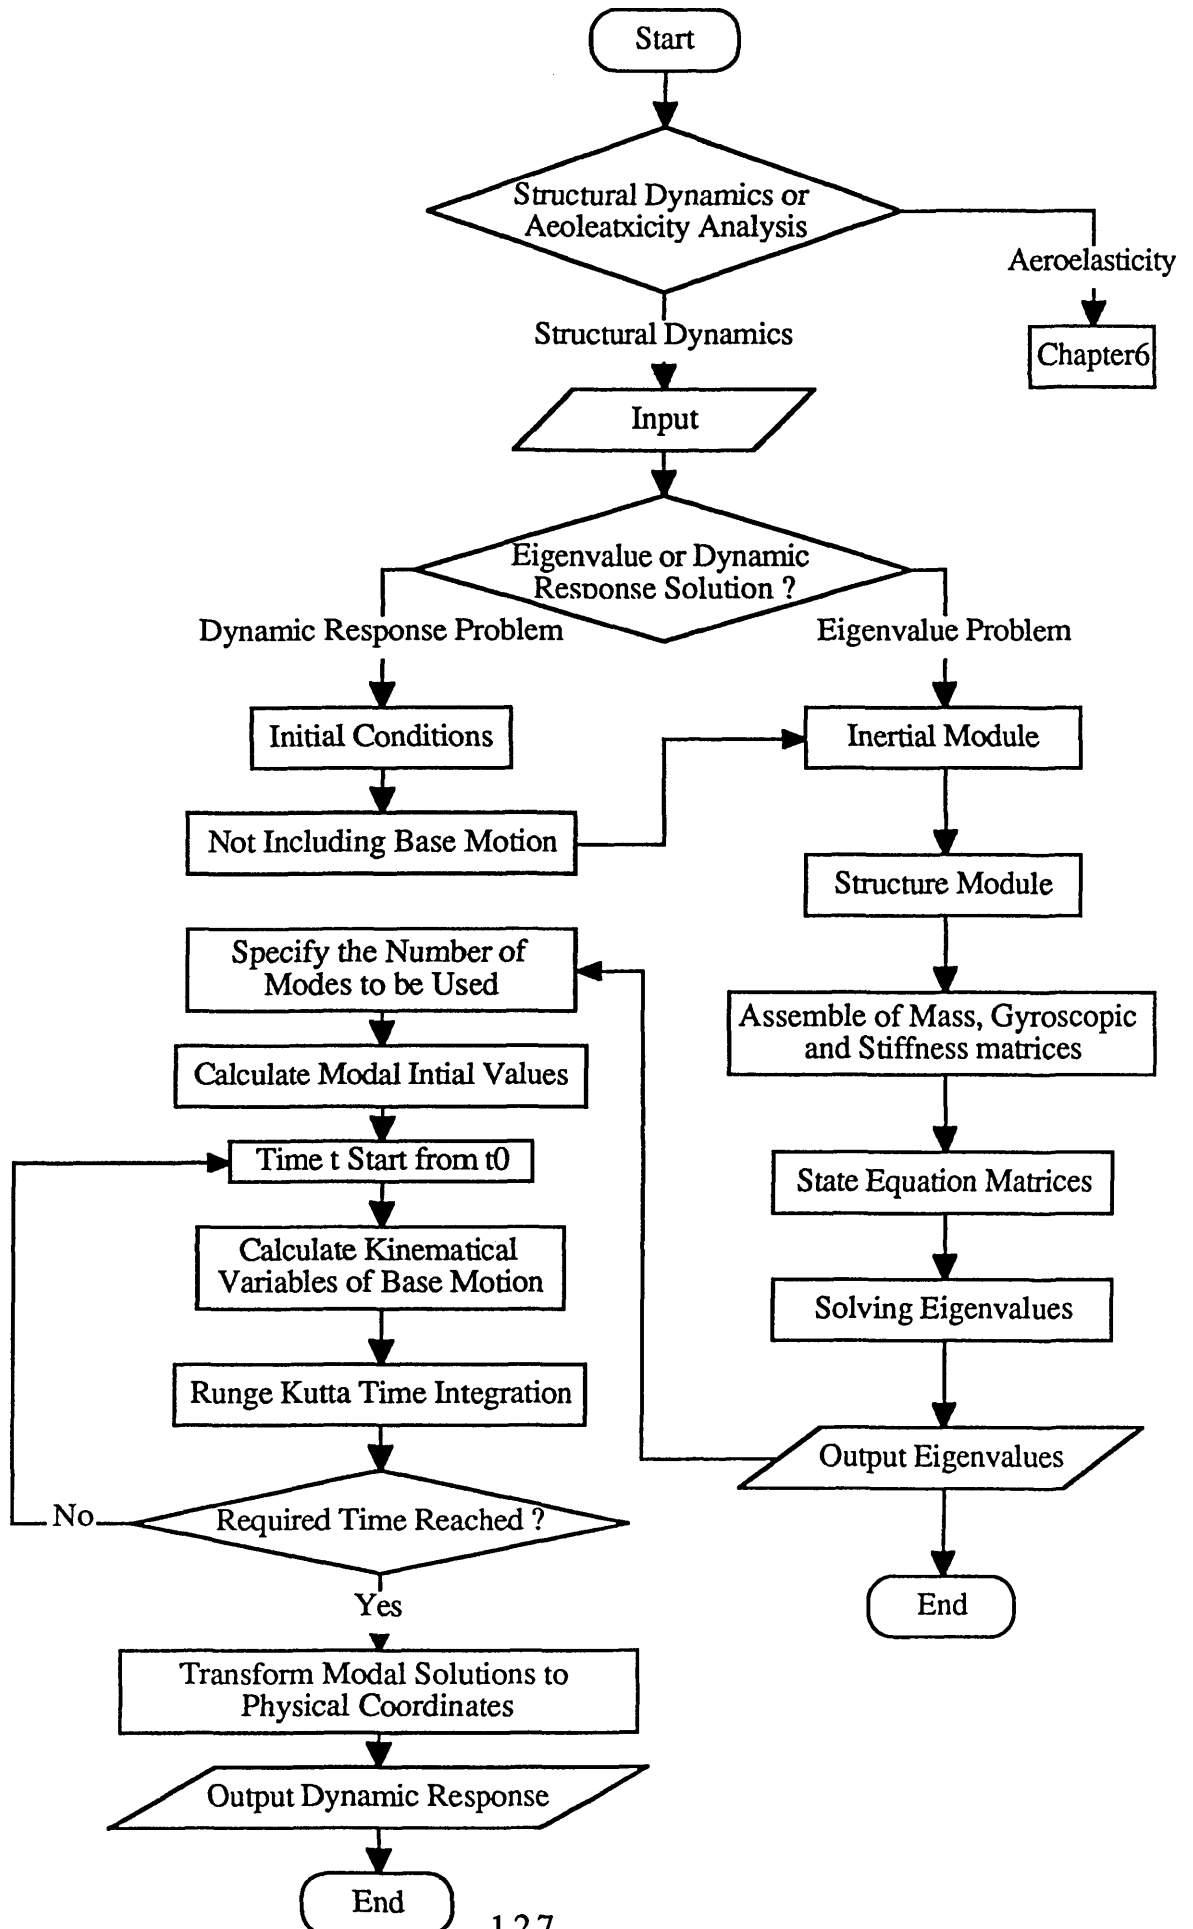 Start
Structural Dynamics or
Aeoleatxicity Analysis
Aeroelasticity
Structural Dynamics
Chapter6
Input
Eigenvalue or Dynamic
Response Solution ?
Dynamic Response Problem
Eigenvalue Problem
Initial Conditions
Inertial Module
Not Including Base Motion
Structure Module
Specify the Number of
Modes to be Used
Assemble of Mass, Gyroscopic
and Stiffness matrices
Calculate Modal Intial Values
Time t Start from t0
State Equation Matrices
Calculate Kinematical
Variables of Base Motion
Solving Eigenvalues
Runge Kutta Time Integration
Output Eigenvalues
No
Required Time Reached ?
Yes
End
Transform Modal Solutions to
Physical Coordinates
Output Dynamic Response
End
127